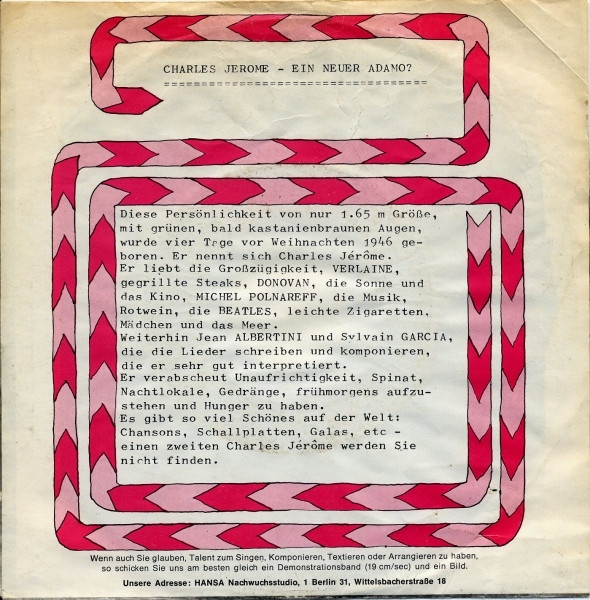 CHARLES JEROME - EIN NEUER ADAMO?
===================================
Diese Persönlichkeit von nur 1.65 m Größe,
mit grünen, bald kastanienbraunen Augen,
wurde vier Tage vor Weihnachten 1946 ge-
boren. Er nennt sich Charles Jérôme.
Er liebt die Großzügigkeit, VERLAINE,
gegrillte Steaks, DONOVAN, die Sonne und
das Kino, MICHEL POLNAREFF, die Musik,
Rotwein, die BEATLES, leichte Zigaretten,
Mädchen und das Meer.
Weiterhin Jean ALBERTINI und Sylvain GARCIA,
die die Lieder schreiben und komponieren,
die er sehr gut interpretiert.
Er verabscheut Unaufrichtigkeit, Spinat,
Nachtlokale, Gedränge, frühmorgens aufzu-
stehen und Hunger zu haben.
Es gibt so viel Schönes auf der Welt:
Chansons, Schallplatten, Galas, etc -
einen zweiten Charles Jérôme werden Sie
nicht finden.
Wenn auch Sie glauben, Talent zum Singen, Komponieren, Textieren oder Arrangieren zu haben,
so schicken Sie uns am besten gleich ein Demonstrationsband (19 cm/sec) und ein Bild.
Unsere Adresse: HANSA Nachwuchsstudio, 1 Berlin 31, Wittelsbacherstraße 18